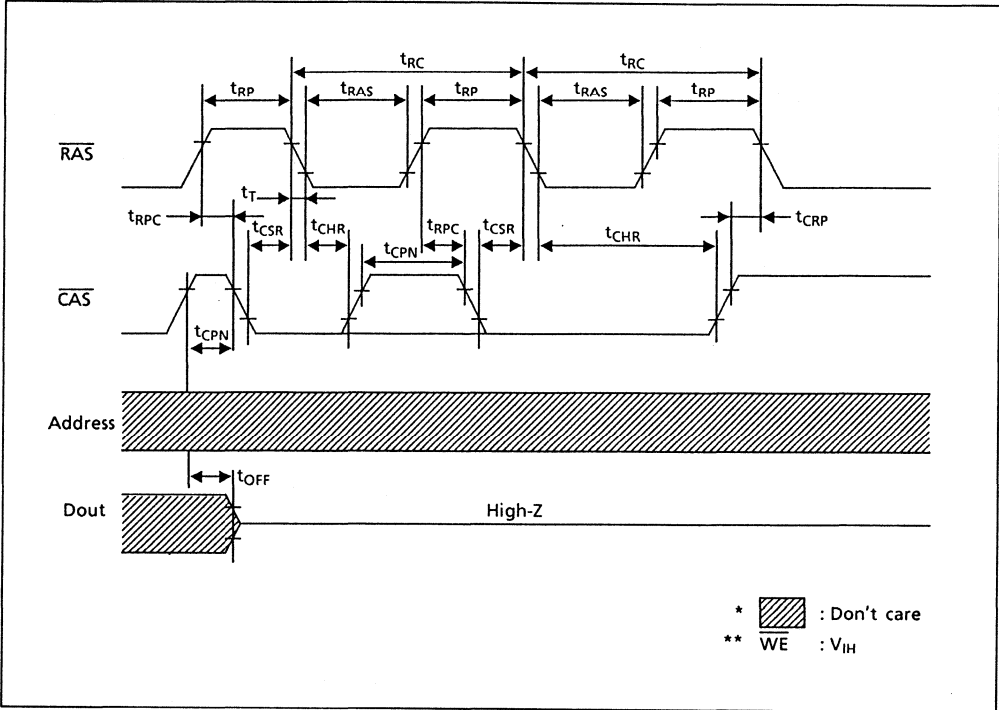 tRC tRC
tRP tRAS tRP tRAS tRP
RAS
tT
tRPC tCSR tCHR tCPN tRPC tCSR tCHR tCRP
CAS
tCPN
Address
tOFF
Dout High-Z
* : Don't care
** WE : VIH